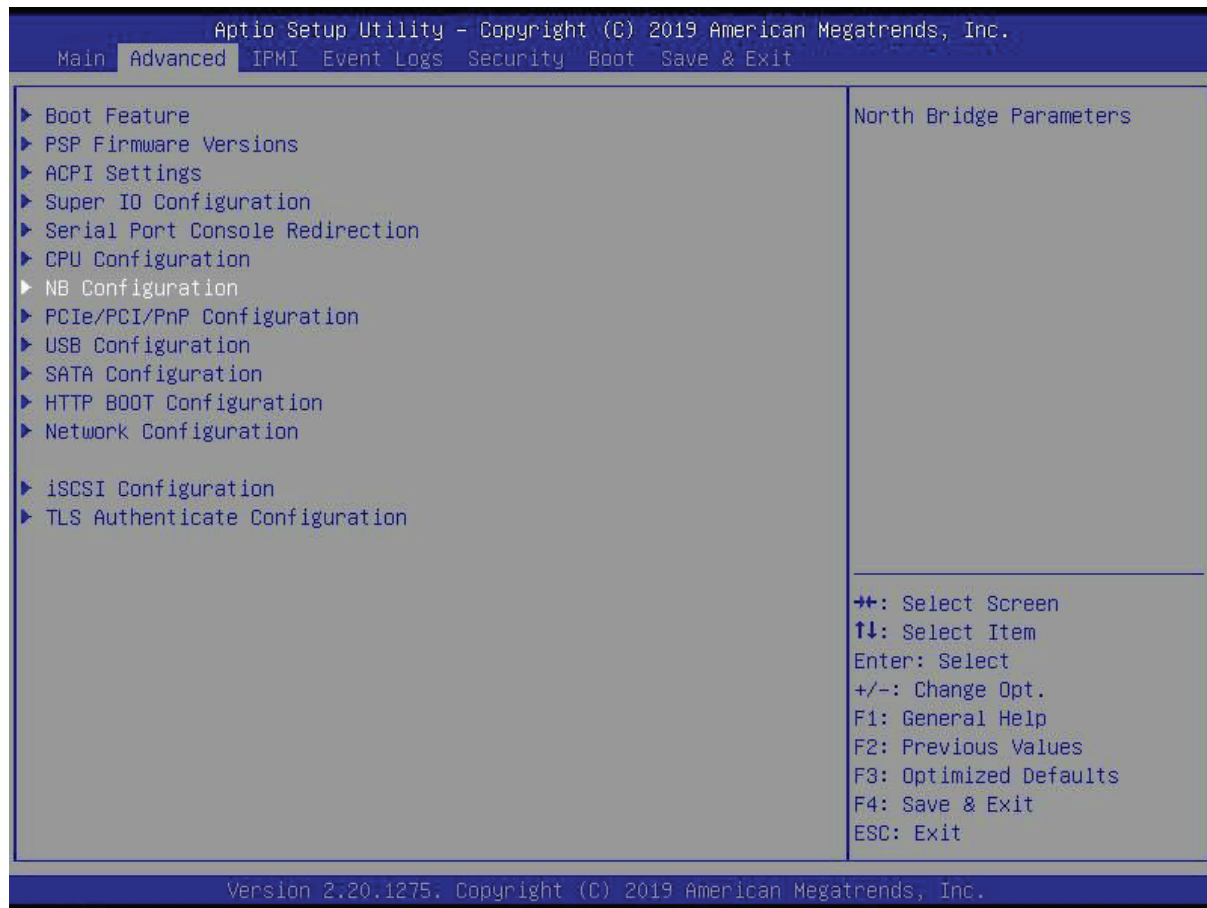 Aptio Setup Utility – Copyright (C) 2019 American Megatrends, Inc.
Main Advanced IPMI Event Logs Security Boot Save & Exit
▶ Boot Feature
▶ PSP Firmware Versions
▶ ACPI Settings
▶ Super IO Configuration
▶ Serial Port Console Redirection
▶ CPU Configuration
▶ NB Configuration
▶ PCIe/PCI/PnP Configuration
▶ USB Configuration
▶ SATA Configuration
▶ HTTP BOOT Configuration
▶ Network Configuration
▶ iSCSI Configuration
▶ TLS Authenticate Configuration
North Bridge Parameters
→←: Select Screen
↑↓: Select Item
Enter: Select
+/-: Change Opt.
F1: General Help
F2: Previous Values
F3: Optimized Defaults
F4: Save & Exit
ESC: Exit
Version 2.20.1275. Copyright (C) 2019 American Megatrends, Inc.